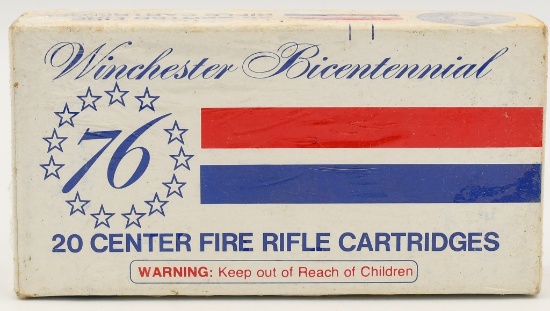 Winchester Bicentennial
76
20 CENTER FIRE RIFLE CARTRIDGES
WARNING: Keep out of Reach of Children